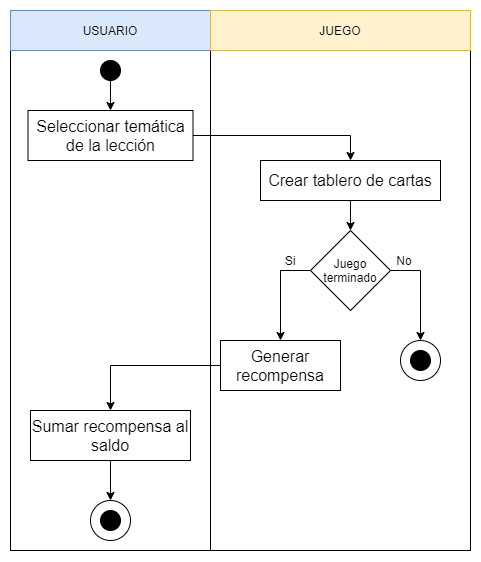 USUARIO
JUEGO
Seleccionar temática
de la lección
Crear tablero de cartas
Si
Juego
terminado
No
Generar
recompensa
Sumar recompensa al
saldo